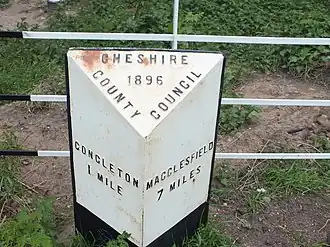 CHESHIRE
1896
COUNTY COUNCIL
CONGLETON
1 MILE
MACCLESFIELD
7 MILES